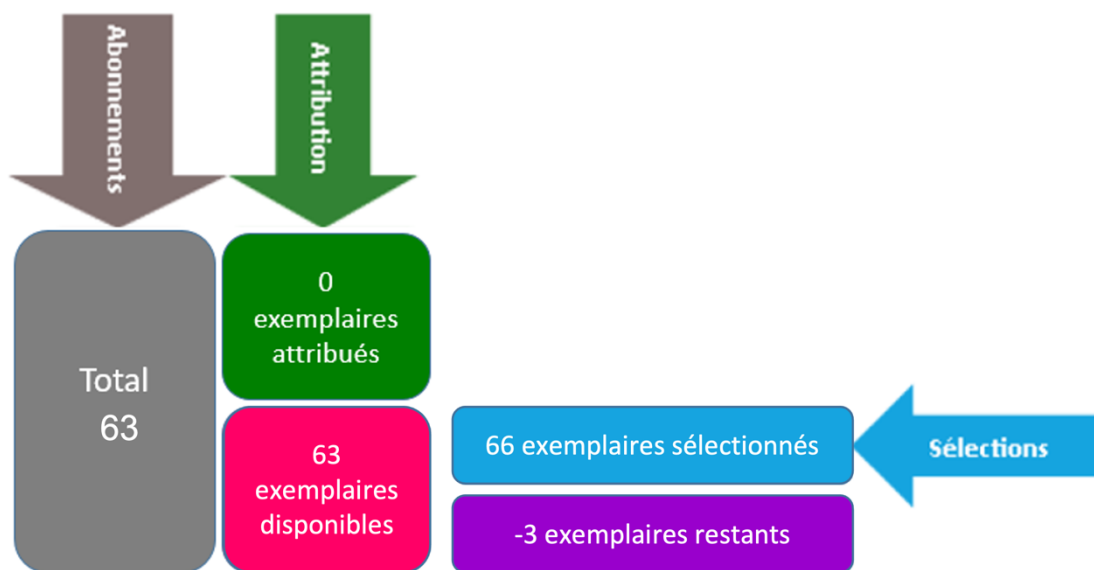 Abonnements
Attribution
Total
63
0
exemplaires
attribués
63
exemplaires
disponibles
66 exemplaires sélectionnés
-3 exemplaires restants
Sélections